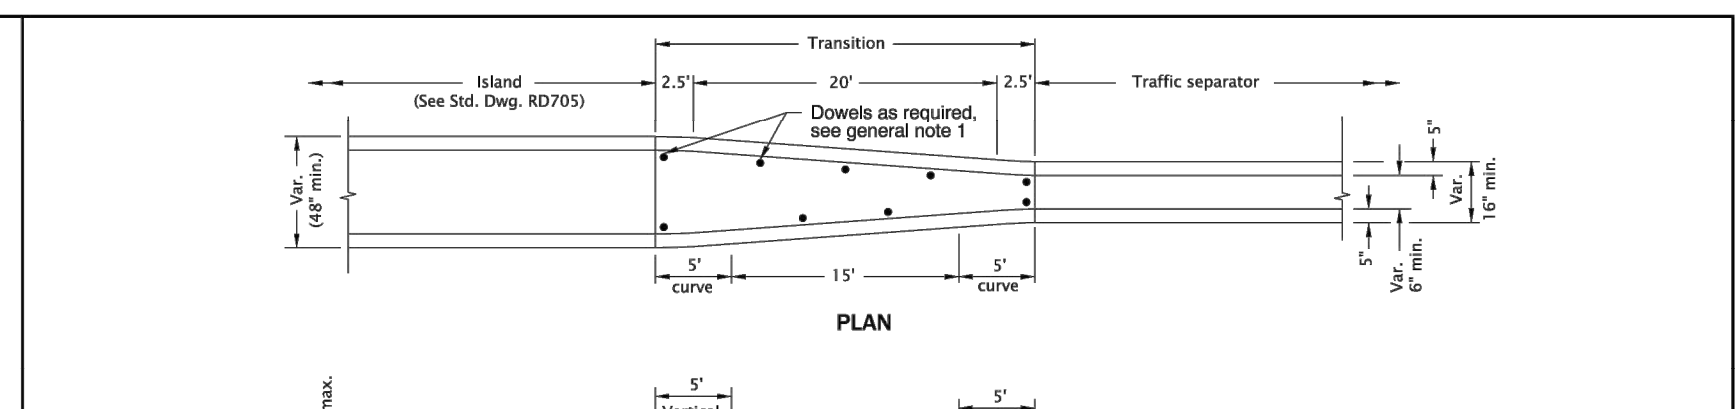 Transition
Island
(See Std. Dwg. RD705)
2.5'
20'
2.5'
Traffic separator
Dowels as required,
see general note 1
Var.
(48" min.)
5"
Var.
16" min.
5"
Var.
6" min.
5'
curve
15'
5'
curve
PLAN
max.
5'
Vertical
5'